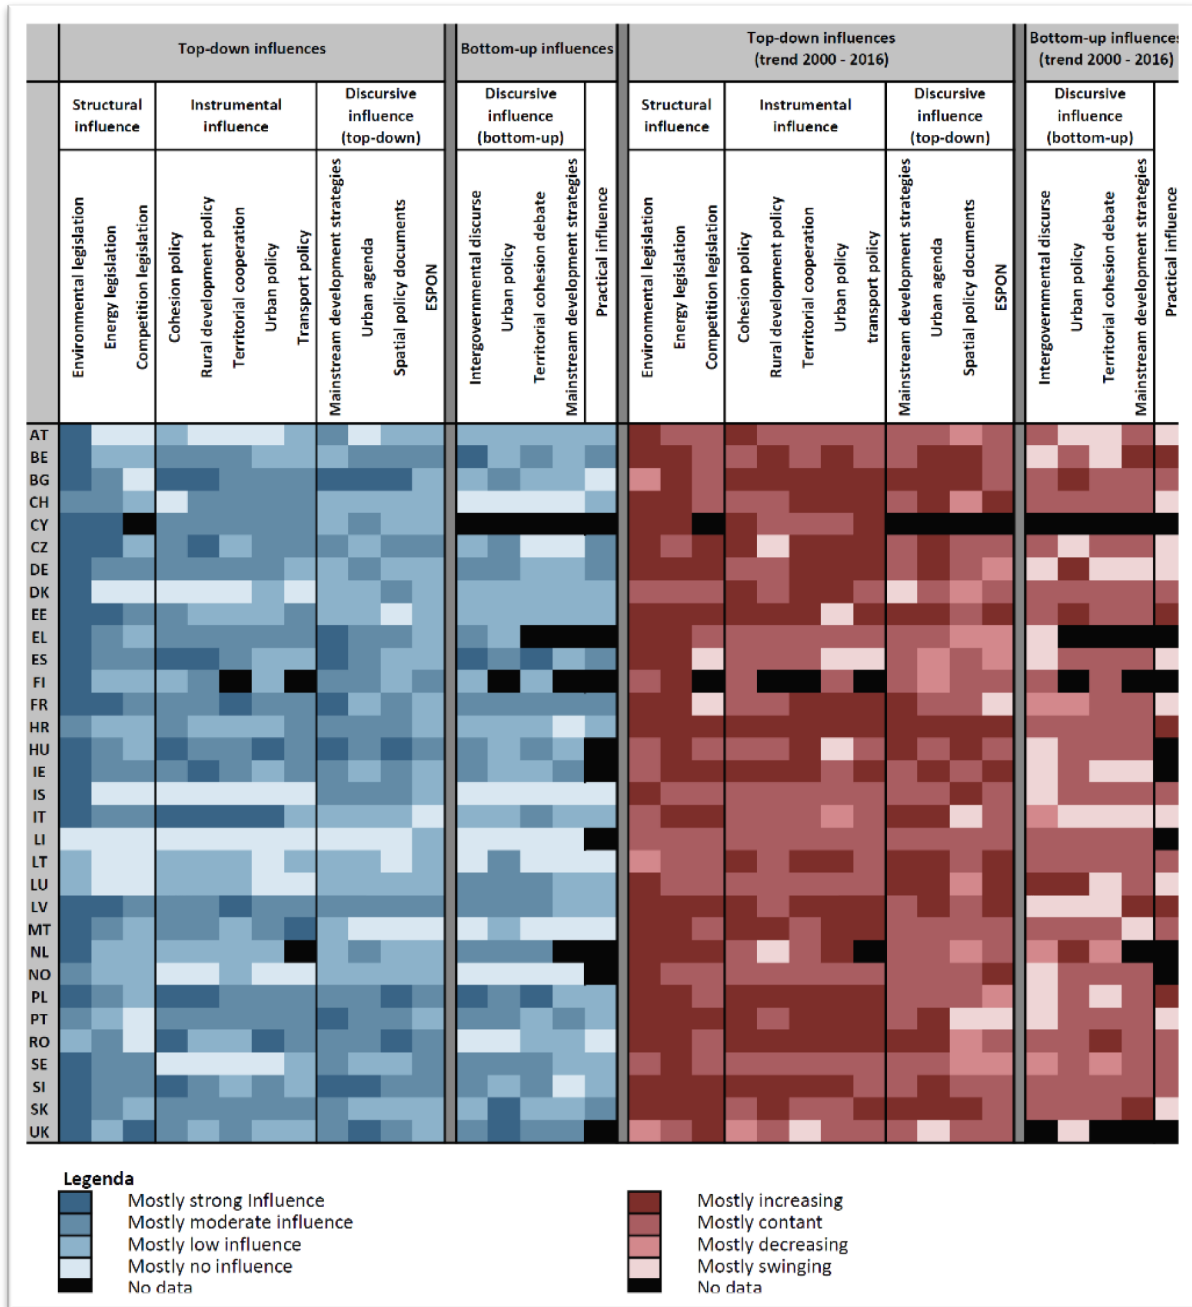 Top-down influences
Bottom-up influences
Top-down influences
(trend 2000 - 2016)
Bottom-up influences
(trend 2000 - 2016)
Structural
influence
Instrumental
influence
Discursive
influence
(top-down)
Discursive
influence
(bottom-up)
Structural
influence
Instrumental
influence
Discursive
influence
(top-down)
Discursive
influence
(bottom-up)
Environmental legislation
Energy legislation
Competition legislation
Cohesion policy
Rural development policy
Territorial cooperation
Urban policy
Transport policy
Mainstream development strategies
Urban agenda
Spatial policy documents
ESPON
Intergovernmental discurse
Urban policy
Territorial cohesion debate
Mainstream development strategies
Practical influence
Environmental legislation
Energy legislation
Competition legislation
Cohesion policy
Rural development policy
Territorial cooperation
Urban policy
transport policy
Mainstream development strategies
Urban agenda
Spatial policy documents
ESPON
Intergovernmental discurse
Urban policy
Territorial cohesion debate
Mainstream development strategies
Practical influence
AT
BE
BG
CH
CY
CZ
DE
DK
EE
EL
ES
FI
FR
HR
HU
IE
IS
IT
LI
LT
LU
LV
MT
NL
NO
PL
PT
RO
SE
SI
SK
UK
Legenda
Mostly strong Influence
Mostly moderate influence
Mostly low influence
Mostly no influence
No data
Mostly increasing
Mostly contant
Mostly decreasing
Mostly swinging
No data